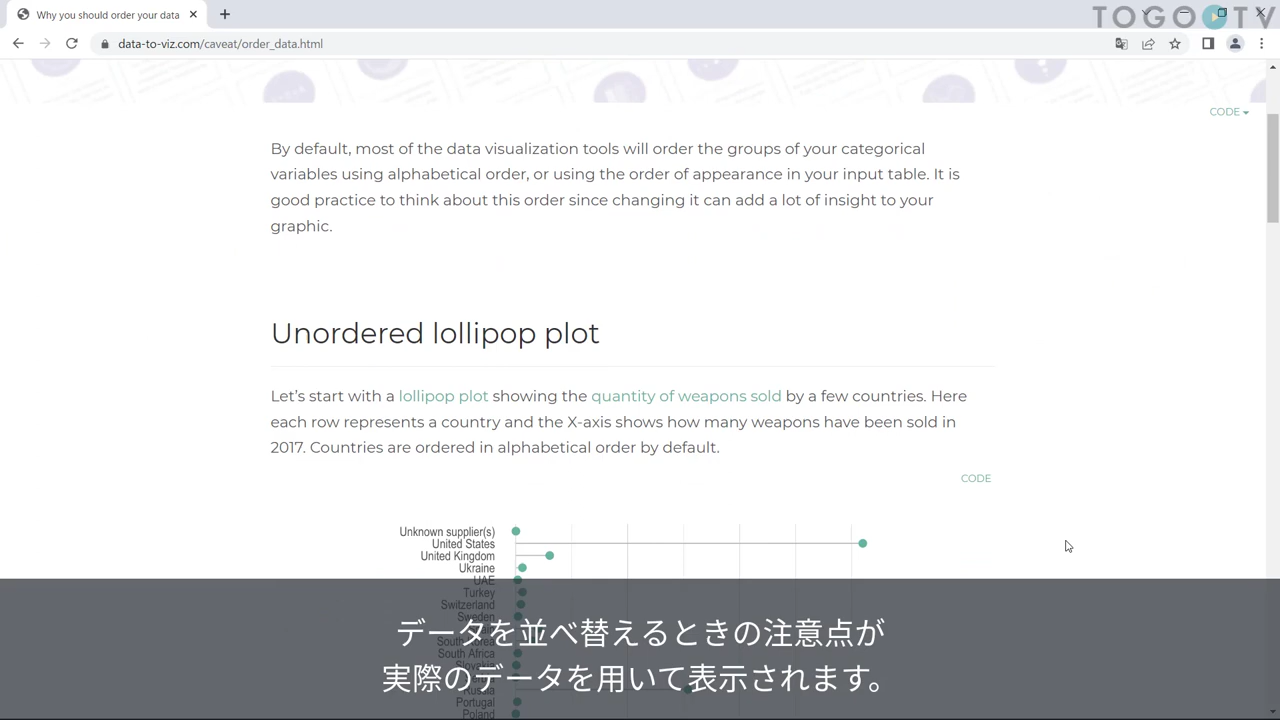 Why you should order your data
TOGO TV
data-to-viz.com/caveat/order_data.html
CODE
By default, most of the data visualization tools will order the groups of your categorical
variables using alphabetical order, or using the order of appearance in your input table. It is
good practice to think about this order since changing it can add a lot of insight to your
graphic.
Unordered lollipop plot
Let’s start with a lollipop plot showing the quantity of weapons sold by a few countries. Here
each row represents a country and the X-axis shows how many weapons have been sold in
2017. Countries are ordered in alphabetical order by default.
CODE
Unknown supplier(s)
United States
United Kingdom
Ukraine
UAE
Turkey
Switzerland
Sweden
South Korea
South Africa
Slovakia
Russia
Portugal
Poland
データを並べ替えるときの注意点が
実際のデータを用いて表示されます。